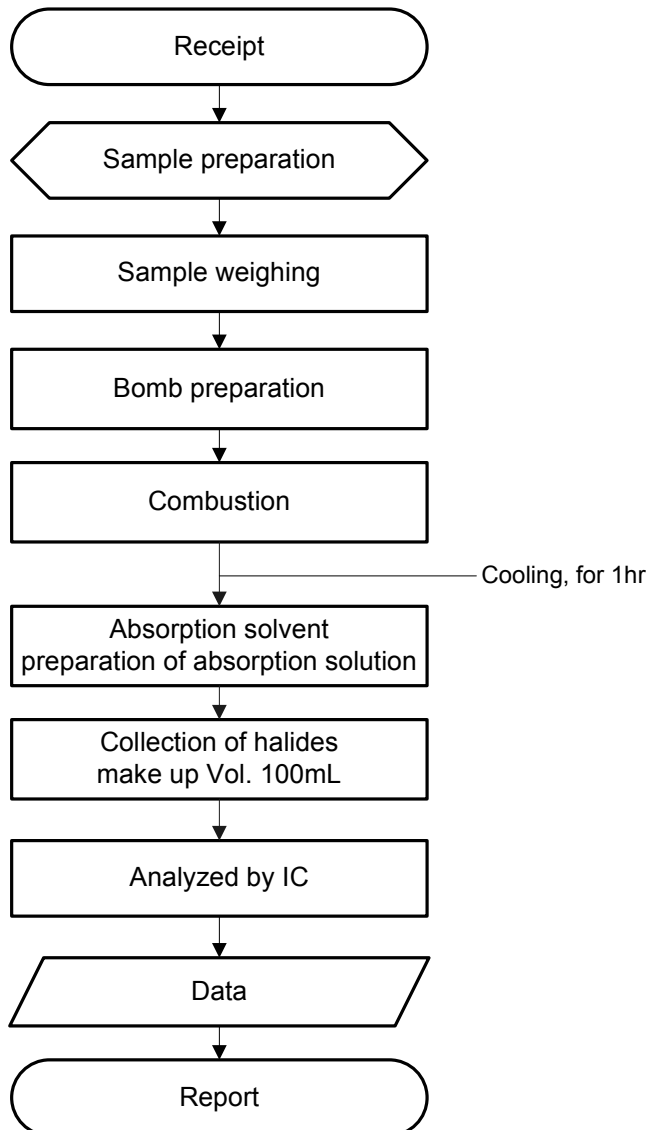 Receipt
Sample preparation
Sample weighing
Bomb preparation
Combustion
Cooling, for 1hr
Absorption solvent
preparation of absorption solution
Collection of halides
make up Vol. 100mL
Analyzed by IC
Data
Report